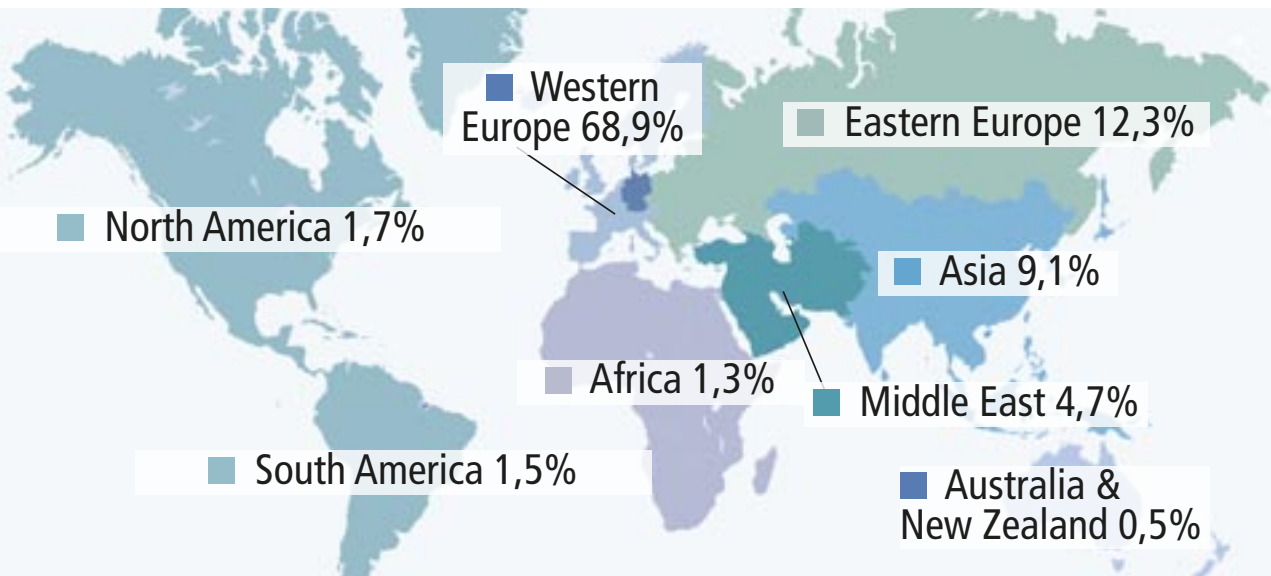 Western
Europe 68,9%
Eastern Europe 12,3%
North America 1,7%
Asia 9,1%
Africa 1,3%
Middle East 4,7%
South America 1,5%
Australia &
New Zealand 0,5%